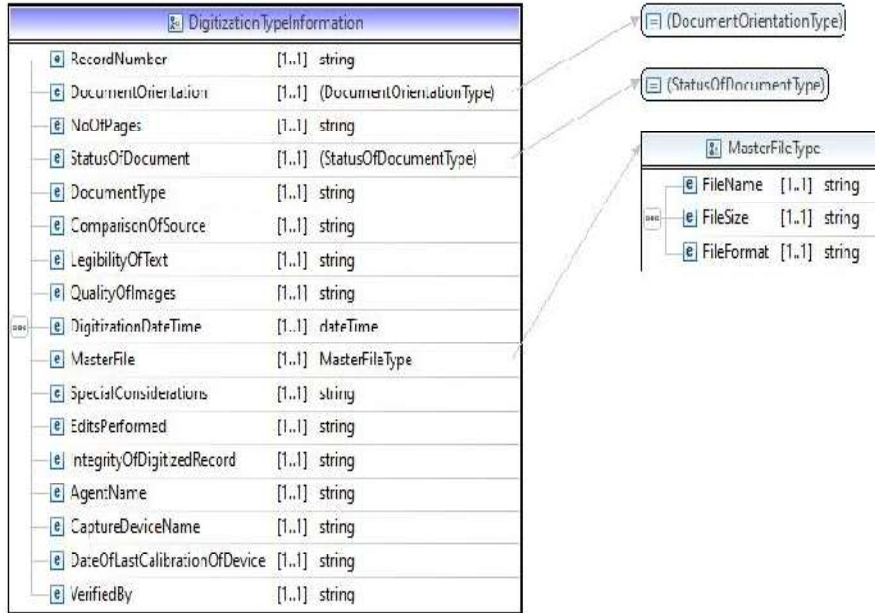 DigitizationTypeInformation
RecordNumber [1..1] string
DocumentOrientation [1..1] (DocumentOrientationType)
NoOfPages [1..1] string
StatusOfDocument [1..1] (StatusOfDocumentType)
DocumentType [1..1] string
ComparisonOfSource [1..1] string
LegibilityOfText [1..1] string
QualityOfImages [1..1] string
DigitizationDateTime [1..1] dateTime
MasterFile [1..1] MasterFileType
SpecialConsiderations [1..1] string
EditsPerformed [1..1] string
IntegrityOfDigitizedRecord [1..1] string
AgentName [1..1] string
CaptureDeviceName [1..1] string
DateOfLastCalibrationOfDevice [1..1] string
VerifiedBy [1..1] string
(DocumentOrientationType)
(StatusOfDocumentType)
MasterFileType
FileName [1..1] string
FileSize [1..1] string
FileFormat [1..1] string